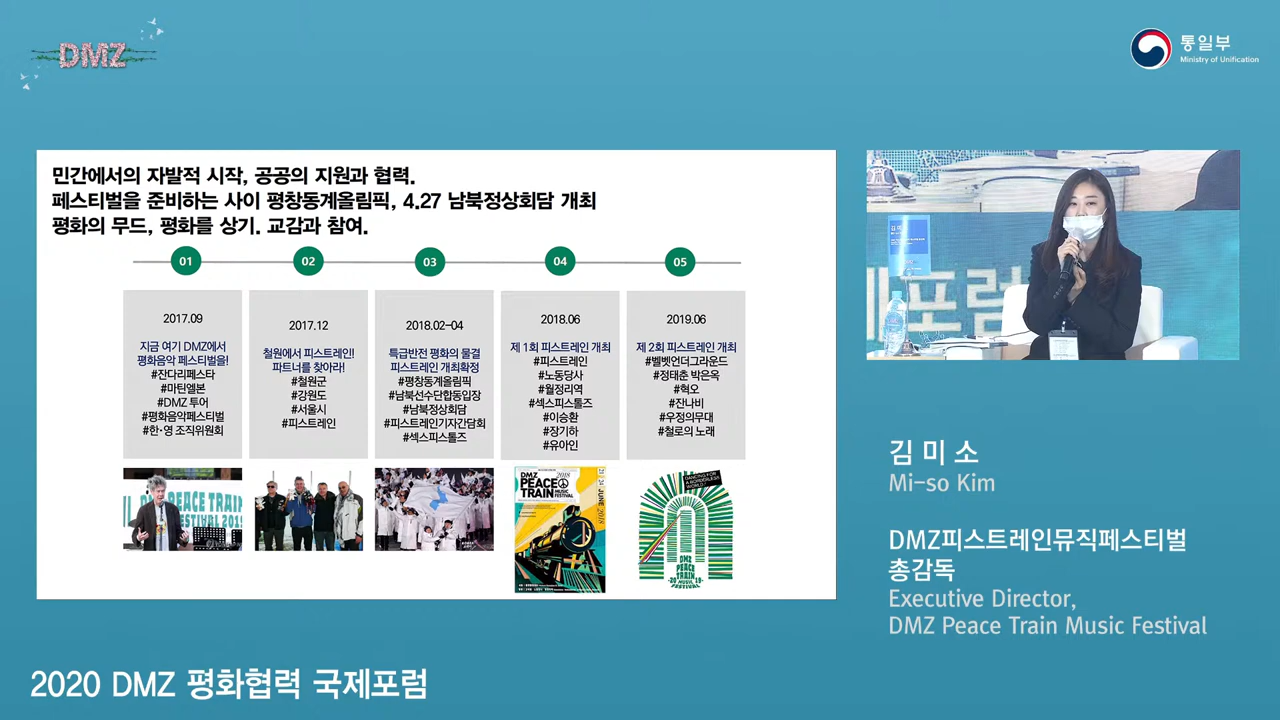 DMZ
통일부
Ministry of Unification
민간에서의 자발적 시작, 공공의 지원과 협력.
페스티벌을 준비하는 사이 평창동계올림픽, 4.27 남북정상회담 개최
평화의 무드, 평화를 상기. 교감과 참여.
01
02
03
04
05
2017.09
지금 여기 DMZ에서
평화음악 페스티벌을!
#잔다리페스타
#마틴엘본
#DMZ 투어
#평화음악페스티벌
#한·영 조직위원회
2017.12
철원에서 피스트레인!
파트너를 찾아라!
#철원군
#강원도
#서울시
#피스트레인
2018.02-04
특급반전 평화의 물결
피스트레인 개최확정
#평창동계올림픽
#남북선수단합동입장
#남북정상회담
#피스트레인기자간담회
#섹스피스톨즈
2018.06
제 1회 피스트레인 개최
#피스트레인
#노동당사
#월정리역
#섹스피스톨즈
#이승환
#장기하
#유아인
2019.06
제 2회 피스트레인 개최
#벨벳언더그라운드
#정태춘 박은옥
#혁오
#잔나비
#우정의무대
#철로의 노래
DMZ PEACE TRAIN
FESTIVAL 2019
DMZ
2018
PEACE
TRAIN
MUSIC
FESTIVAL
JUNE 2018
DANCING FOR
A BORDERLESS
WORLD!
DMZ
PEACE
TRAIN
20 MUSIC 19
FESTIVAL
포럼
김 미 소
Mi-so Kim
DMZ피스트레인뮤직페스티벌
총감독
Executive Director,
DMZ Peace Train Music Festival
2020 DMZ 평화협력 국제포럼